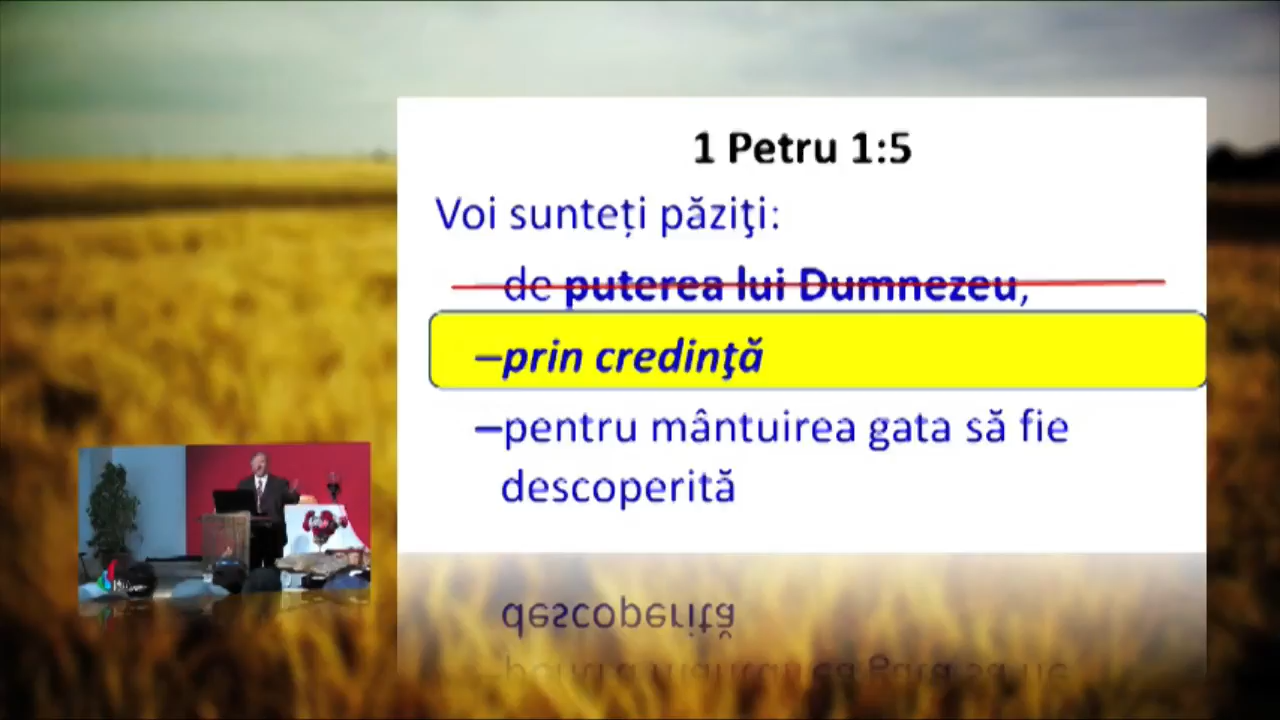 1 Petru 1:5
Voi sunteți păziţi:
de puterea lui Dumnezeu,
–prin credinţă
–pentru mântuirea gata să fie
descoperită